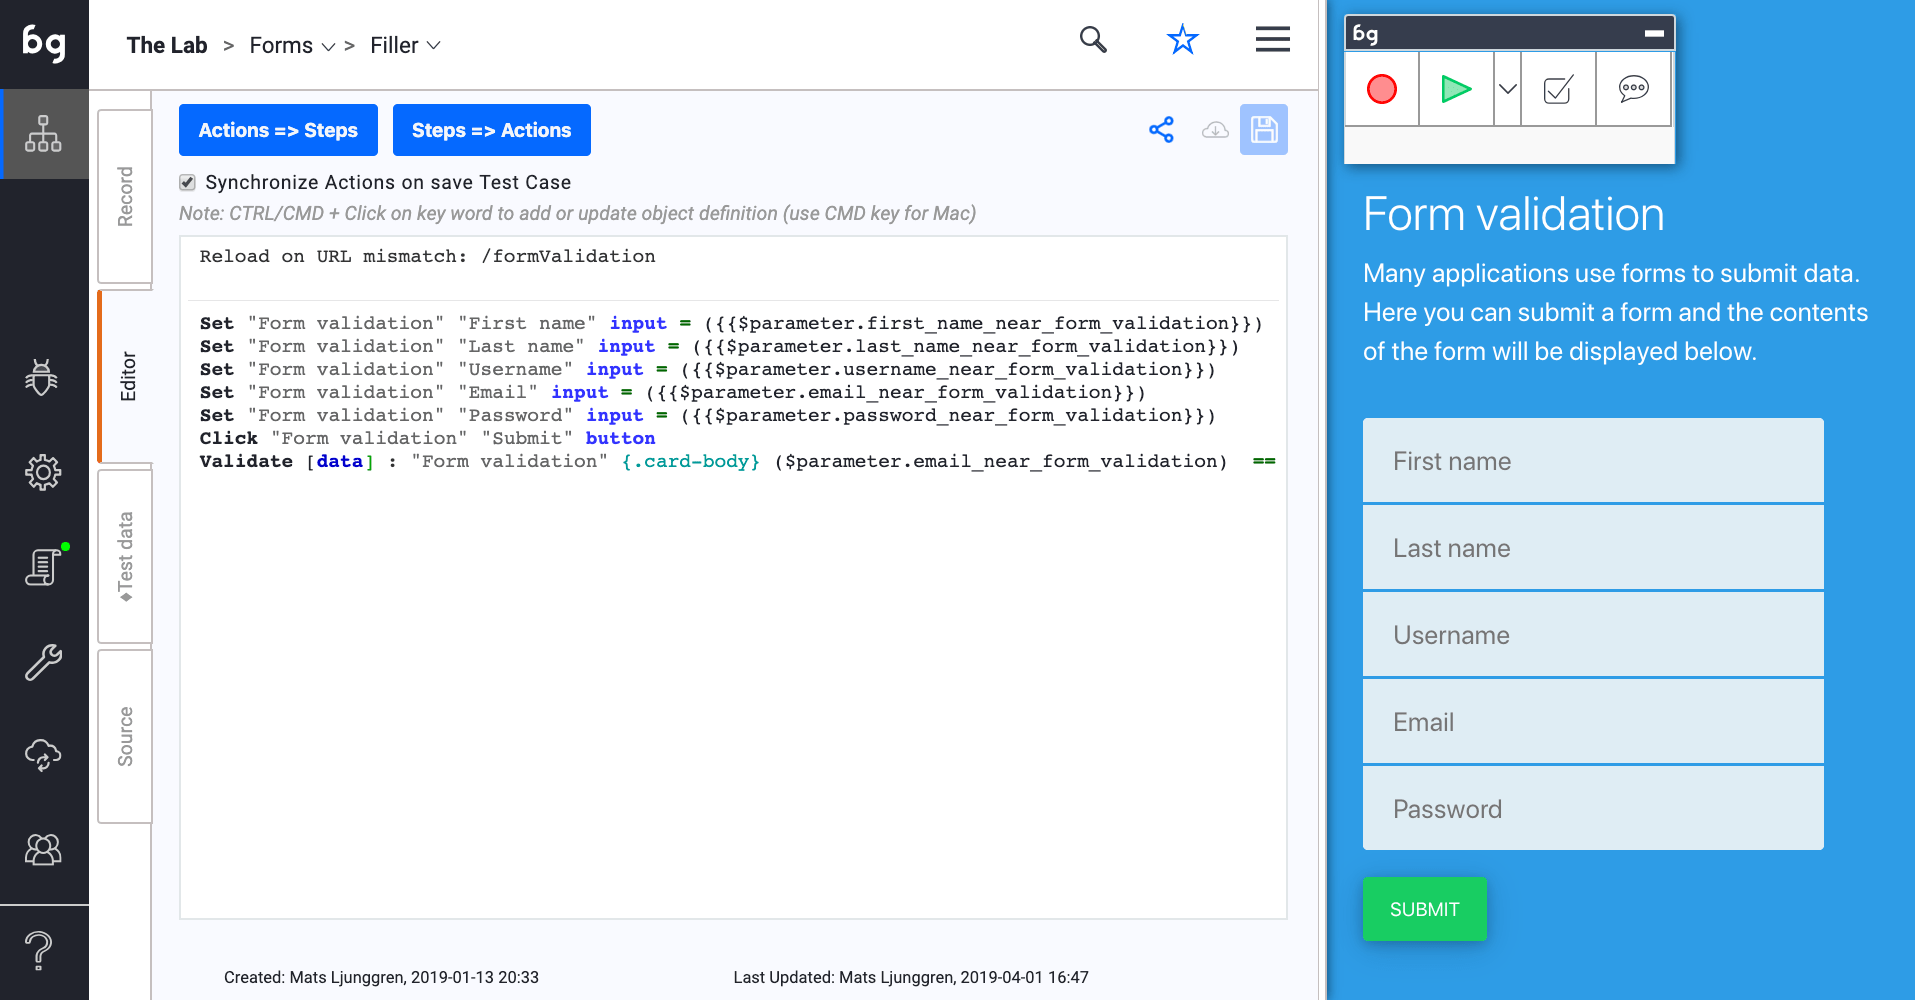 bg
The Lab > Forms > Filler
Record
Editor
♦Test data
Source
Actions => Steps
Steps => Actions
Synchronize Actions on save Test Case
Note: CTRL/CMD + Click on key word to add or update object definition (use CMD key for Mac)
Reload on URL mismatch: /formValidation
Set "Form validation" "First name" input = ({{$parameter.first_name_near_form_validation}})
Set "Form validation" "Last name" input = ({{$parameter.last_name_near_form_validation}})
Set "Form validation" "Username" input = ({{$parameter.username_near_form_validation}})
Set "Form validation" "Email" input = ({{$parameter.email_near_form_validation}})
Set "Form validation" "Password" input = ({{$parameter.password_near_form_validation}})
Click "Form validation" "Submit" button
Validate [data] : "Form validation" {.card-body} ($parameter.email_near_form_validation) ==
Created: Mats Ljunggren, 2019-01-13 20:33
Last Updated: Mats Ljunggren, 2019-04-01 16:47
bg
Form validation
Many applications use forms to submit data.
Here you can submit a form and the contents
of the form will be displayed below.
First name
Last name
Username
Email
Password
SUBMIT